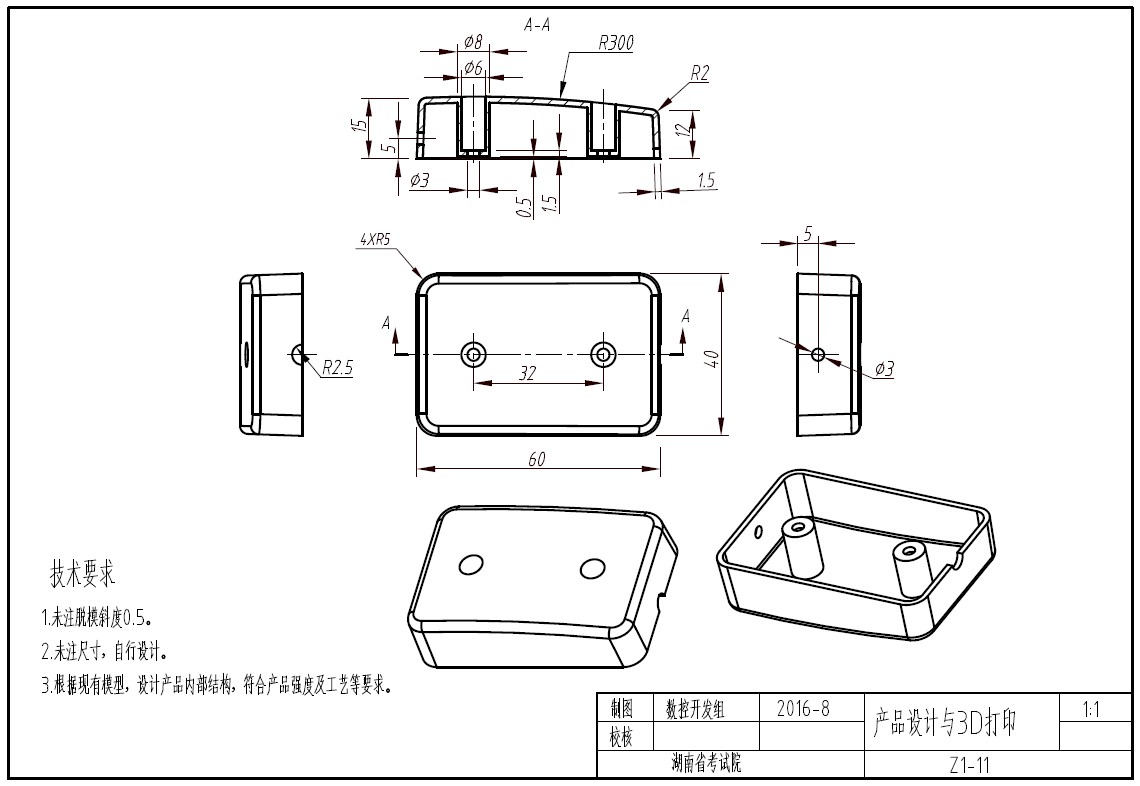 A-A
Φ8
R300
Φ6
R2
15
5
12
Φ3
0.5
1.5
1.5
4XR5
5
A
A
R2.5
32
40
Φ3
60
技术要求
1.未注脱模斜度0.5。
2.未注尺寸，自行设计。
3.根据现有模型，设计产品内部结构，符合产品强度及工艺等要求。
制图 数控开发组 2016-8 产品设计与3D打印 1:1
校核
湖南省考试院 Z1-11